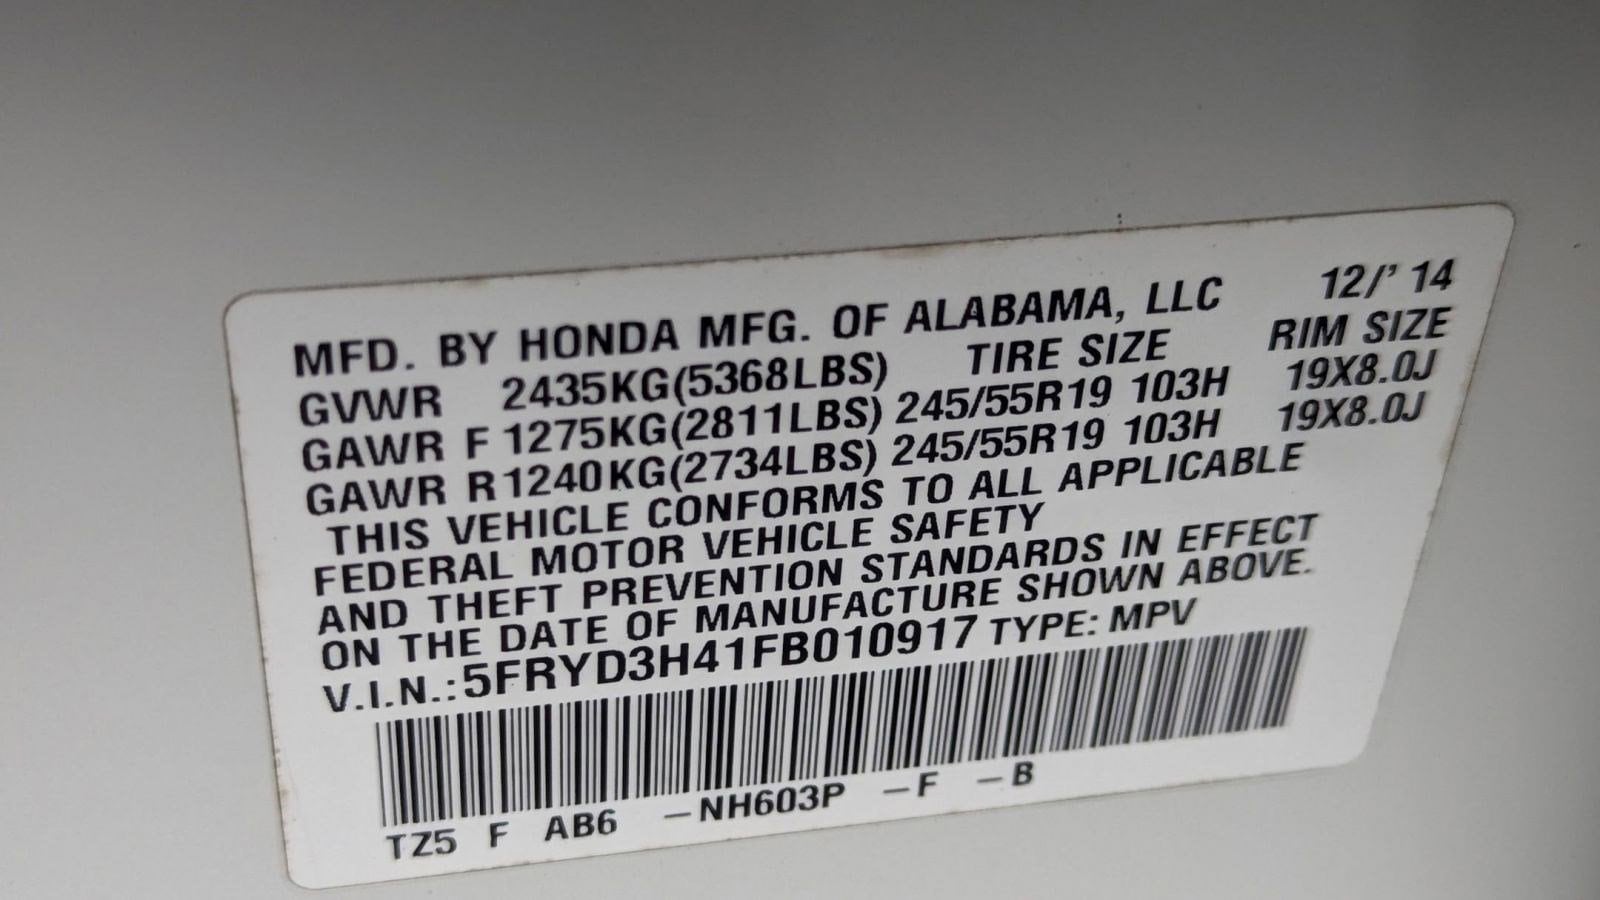 MFD. BY HONDA MFG. OF ALABAMA, LLC 12/' 14
GVWR 2435KG(5368LBS) TIRE SIZE RIM SIZE
GAWR F 1275KG(2811LBS) 245/55R19 103H 19X8.0J
GAWR R 1240KG(2734LBS) 245/55R19 103H 19X8.0J
THIS VEHICLE CONFORMS TO ALL APPLICABLE
FEDERAL MOTOR VEHICLE SAFETY
AND THEFT PREVENTION STANDARDS IN EFFECT
ON THE DATE OF MANUFACTURE SHOWN ABOVE.
V.I.N.:5FRYD3H41FB010917 TYPE: MPV
TZ5 F AB6 –NH603P –F –B